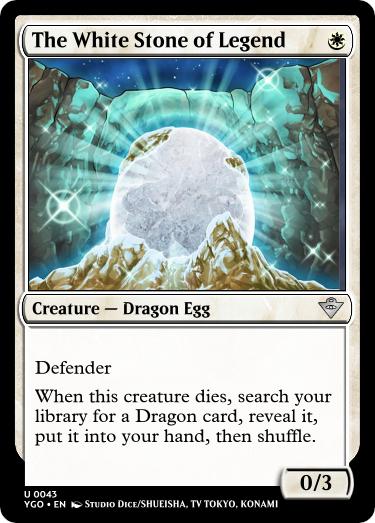 The White Stone of Legend
Creature — Dragon Egg
Defender
When this creature dies, search your
library for a Dragon card, reveal it,
put it into your hand, then shuffle.
0/3
U 0043
YGO • EN Studio Dice/SHUEISHA, TV TOKYO, KONAMI